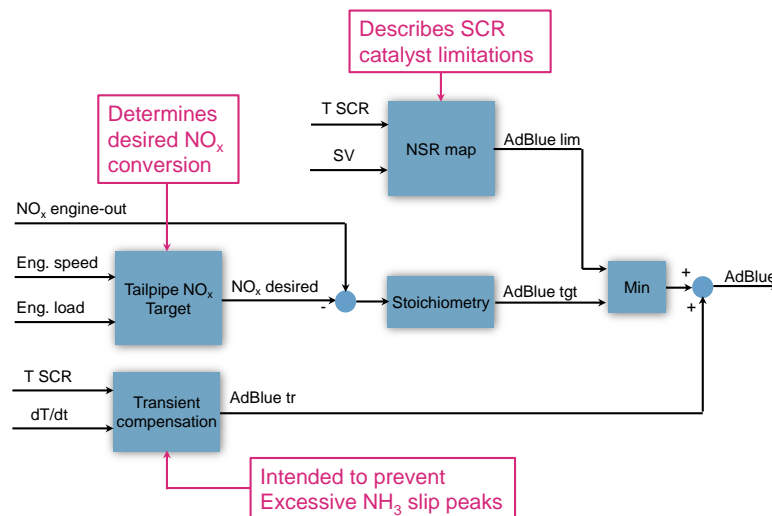 Describes SCR
catalyst limitations
Determines
desired NOₓ
conversion
T SCR
SV
NSR map
AdBlue lim
NOₓ engine-out
Eng. speed
Eng. load
Tailpipe NOₓ
Target
NOₓ desired
-
Stoichiometry
AdBlue tgt
Min
+
+
AdBlue
T SCR
dT/dt
Transient
compensation
AdBlue tr
Intended to prevent
Excessive NH₃ slip peaks